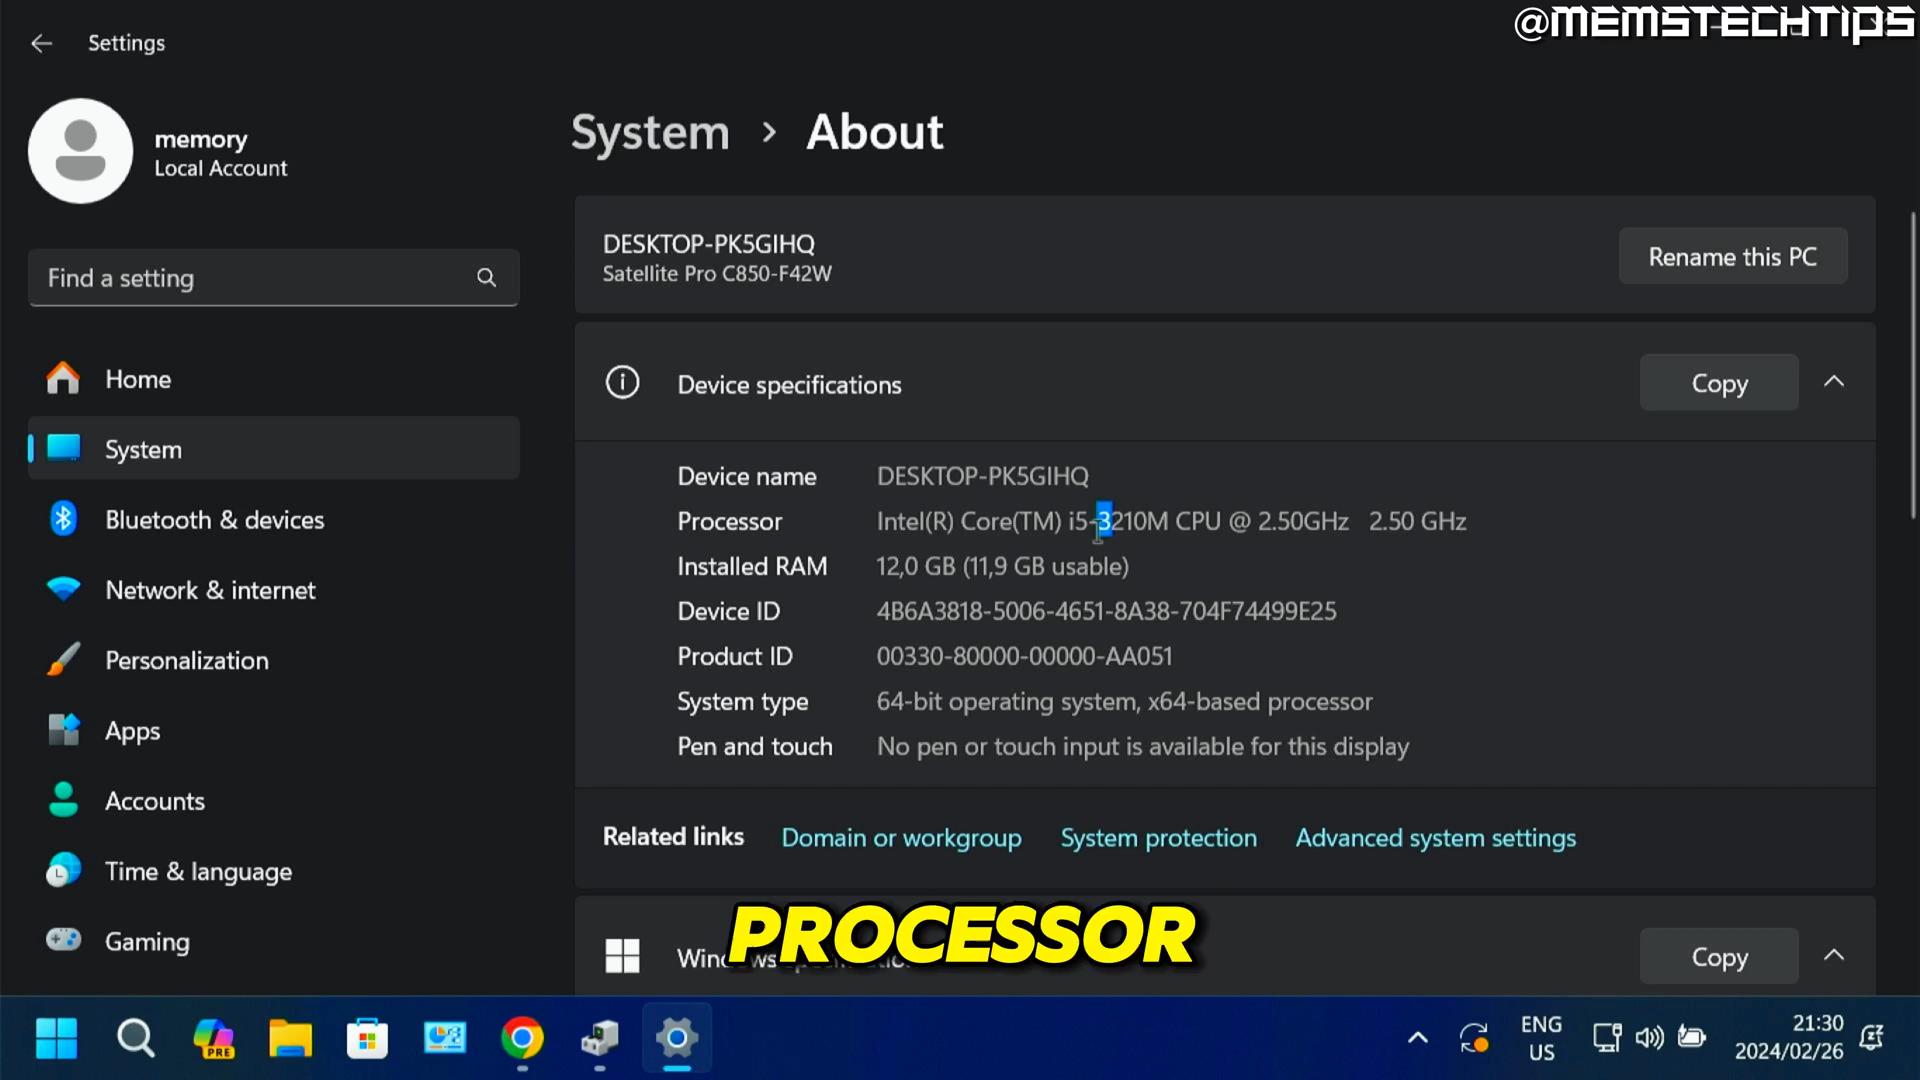 @MEMSTECHTIPS
Settings
memory
Local Account
Find a setting
Home
System
Bluetooth & devices
Network & internet
Personalization
Apps
Accounts
Time & language
Gaming
System > About
DESKTOP-PK5GIHQ
Satellite Pro C850-F42W
Rename this PC
Device specifications
Copy
Device name DESKTOP-PK5GIHQ
Processor Intel(R) Core(TM) i5-3210M CPU @ 2.50GHz 2.50 GHz
Installed RAM 12,0 GB (11,9 GB usable)
Device ID 4B6A3818-5006-4651-8A38-704F74499E25
Product ID 00330-80000-00000-AA051
System type 64-bit operating system, x64-based processor
Pen and touch No pen or touch input is available for this display
Related links Domain or workgroup System protection Advanced system settings
PROCESSOR
Copy
PRE
ENG
US
21:30
2024/02/26